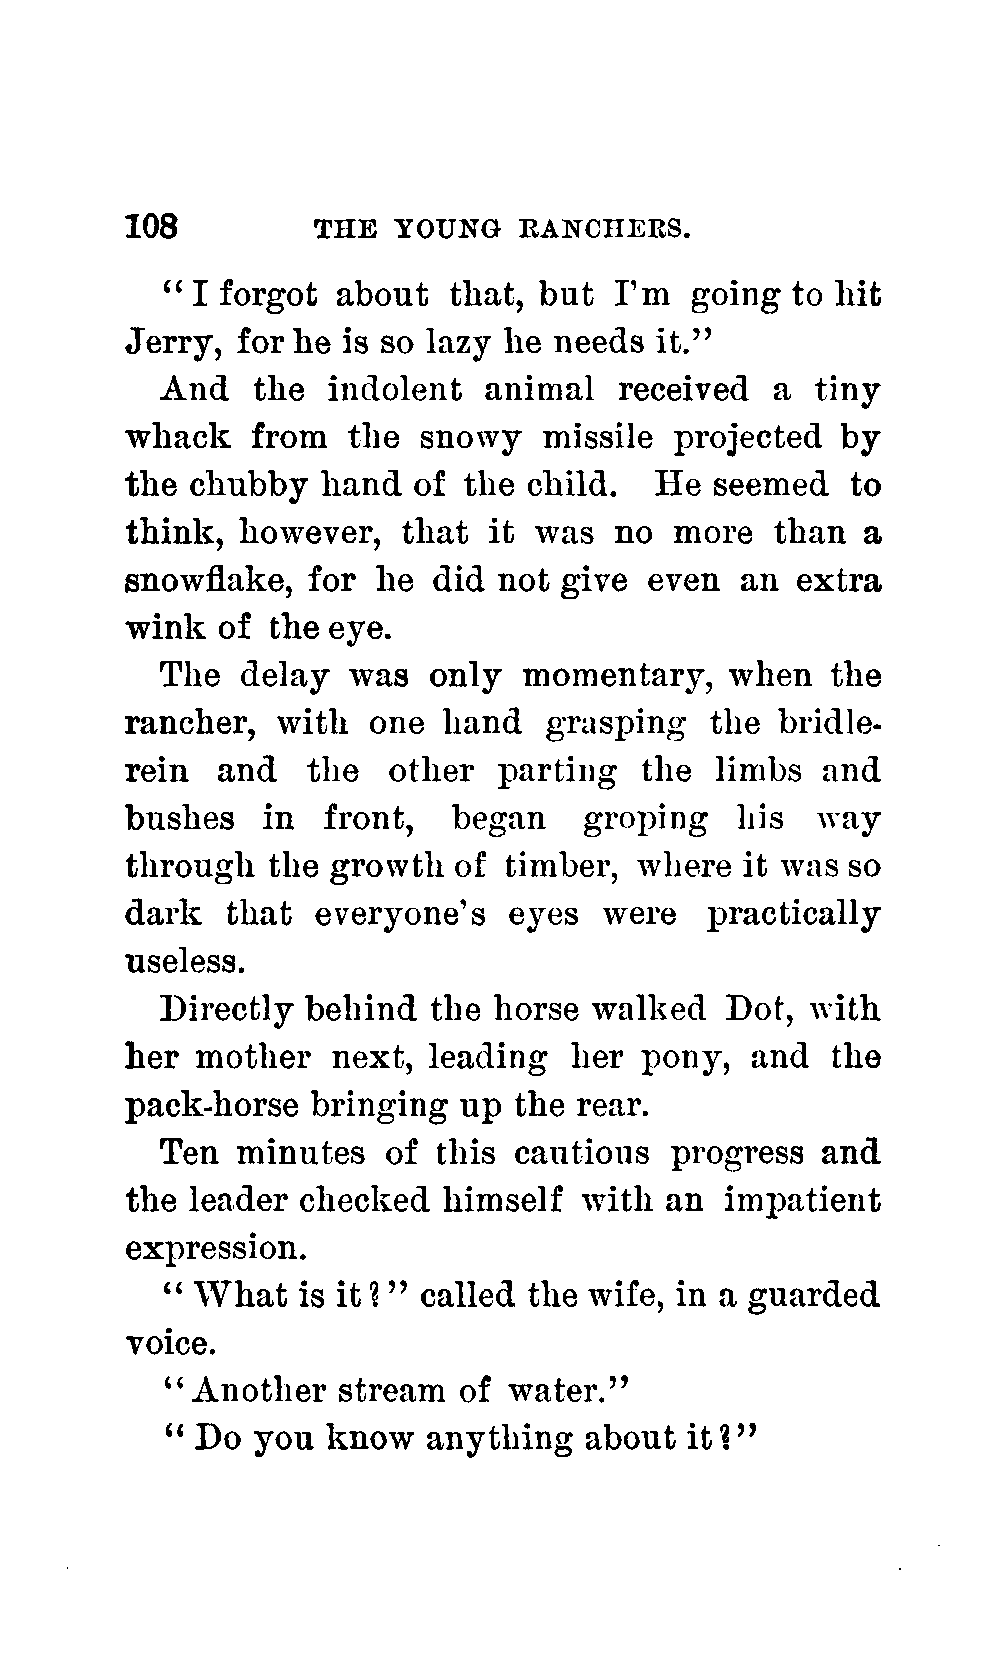 108 THE YOUNG RANCHERS.
"I forgot about that, but I'm going to hit
Jerry, for he is so lazy he needs it."
And the indolent animal received a tiny
whack from the snowy missile projected by
the chubby hand of the child. He seemed to
think, however, that it was no more than a
snowflake, for he did not give even an extra
wink of the eye.
The delay was only momentary, when the
rancher, with one hand grasping the bridle-
rein and the other parting the limbs and
bushes in front, began groping his way
through the growth of timber, where it was so
dark that everyone's eyes were practically
useless.
Directly behind the horse walked Dot, with
her mother next, leading her pony, and the
pack-horse bringing up the rear.
Ten minutes of this cautious progress and
the leader checked himself with an impatient
expression.
"What is it?" called the wife, in a guarded
voice.
"Another stream of water."
"Do you know anything about it?"